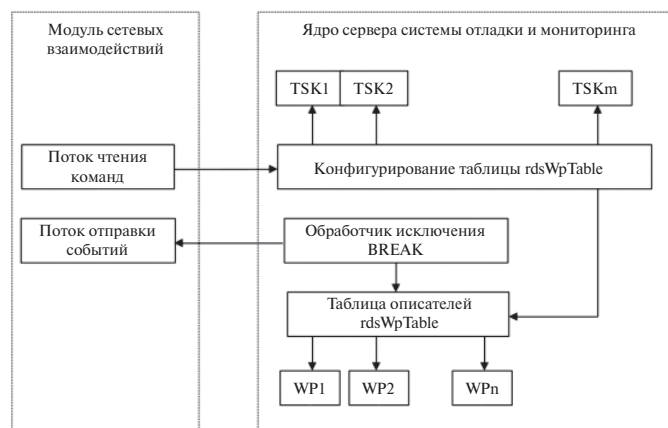 Модуль сетевых
взаимодействий
Ядро сервера системы отладки и мониторинга
TSK1
TSK2
TSKm
Поток чтения
команд
Конфигурирование таблицы rdsWpTable
Поток отправки
событий
Обработчик исключения
BREAK
Таблица описателей
rdsWpTable
WP1
WP2
WPn